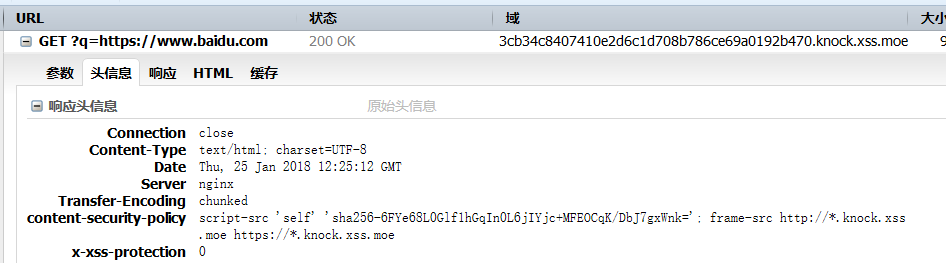 URL 状态 域 大小
GET ?q=https://www.baidu.com 200 OK 3cb34c8407410e2d6c1d708b786ce69a0192b470.knock.xss.moe 9
参数 头信息 响应 HTML 缓存
响应头信息 原始头信息
Connection close
Content-Type text/html; charset=UTF-8
Date Thu, 25 Jan 2018 12:25:12 GMT
Server nginx
Transfer-Encoding chunked
content-security-policy script-src 'self' 'sha256-6FYe68L0Glf1hGqIn0L6jIYjc+MFEOCqK/DbJ7gxWnk='; frame-src http://*.knock.xss
.moe https://*.knock.xss.moe
x-xss-protection 0